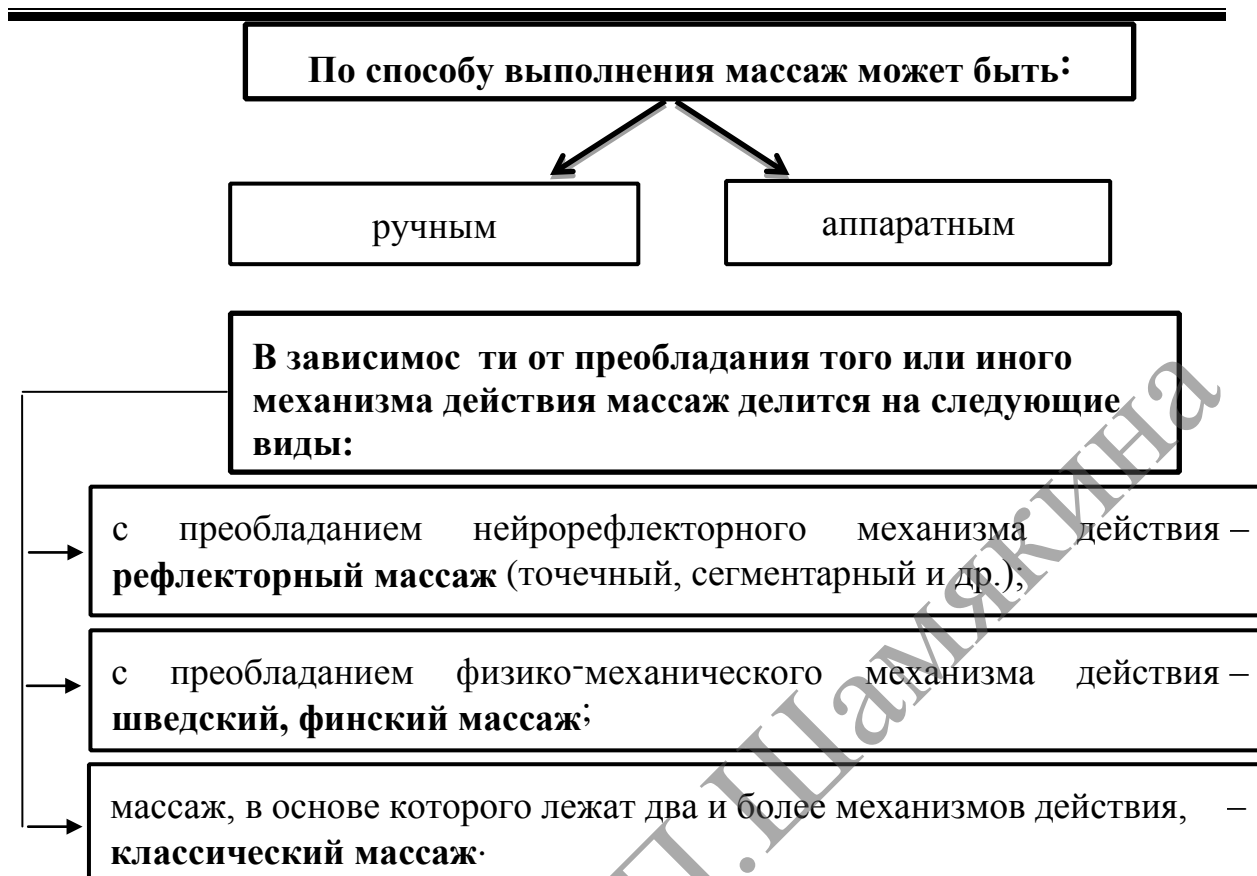 По способу выполнения массаж может быть:
ручным
аппаратным
В зависимос ти от преобладания того или иного
механизма действия массаж делится на следующие
виды:
с преобладанием нейрорефлекторного механизма действия –
рефлекторный массаж (точечный, сегментарный и др.);
с преобладанием физико-механического механизма действия –
шведский, финский массаж;
массаж, в основе которого лежат два и более механизмов действия, –
классический массаж.
П.Шамякина